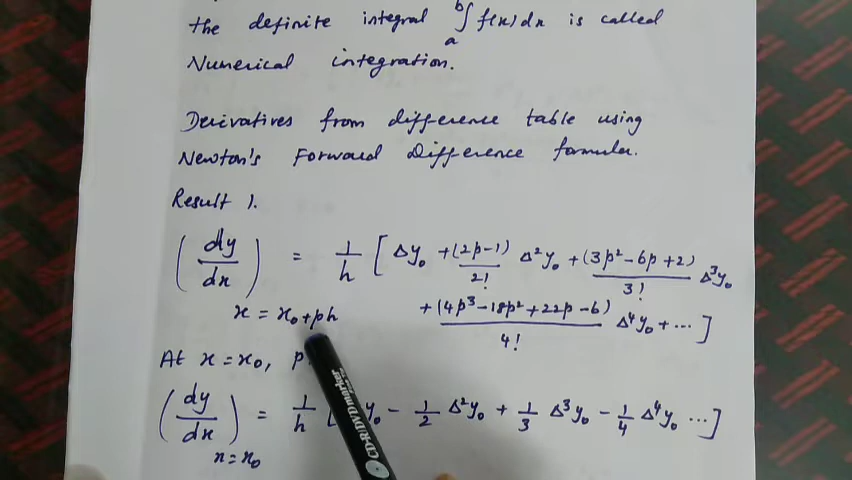 the definite integral ∫ₐᵇ f(x) dx is called
Numerical integration.
Derivatives from difference table using
Newton's Forward Difference formula.
Result 1.
(dy/dx) x = x₀+ph = 1/h [ Δy₀ + (2p-1)/2! Δ²y₀ + (3p²-6p+2)/3! Δ³y₀
+ (4p³-18p²+22p-6)/4! Δ⁴y₀ + ... ]
At x = x₀, p
(dy/dx) x=x₀ = 1/h [ y₀ - 1/2 Δ²y₀ + 1/3 Δ³y₀ - 1/4 Δ⁴y₀ ... ]
CD-R/DVD marker